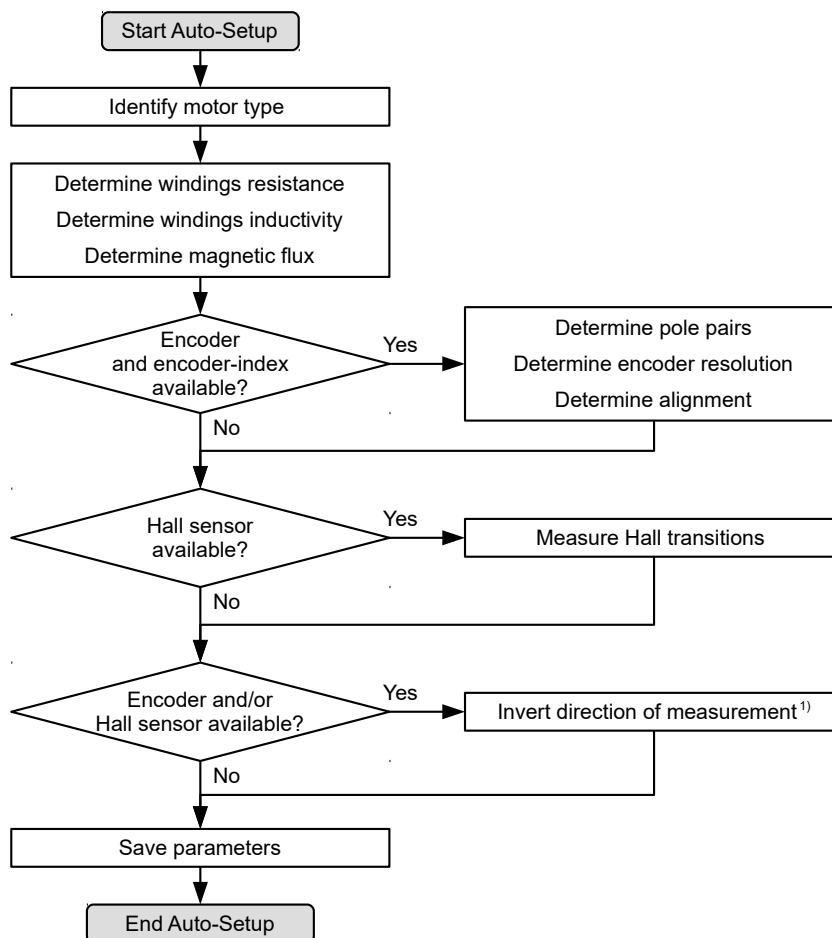 Start Auto-Setup
Identify motor type
Determine windings resistance
Determine windings inductivity
Determine magnetic flux
Encoder
and encoder-index
available?
Yes
Determine pole pairs
Determine encoder resolution
Determine alignment
No
Hall sensor
available?
Yes
Measure Hall transitions
No
Encoder and/or
Hall sensor available?
Yes
Invert direction of measurement 1)
No
Save parameters
End Auto-Setup